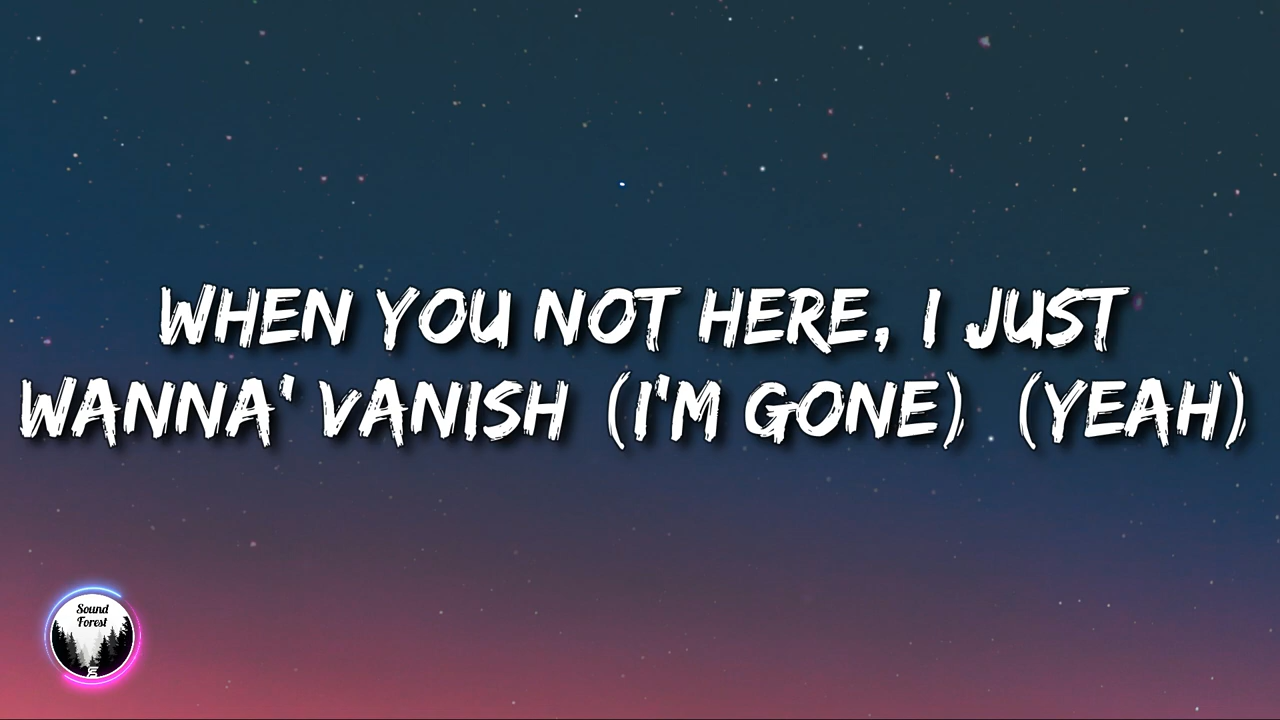 WHEN YOU NOT HERE, I JUST
WANNA' VANISH (I'M GONE) (YEAH)
Sound
Forest